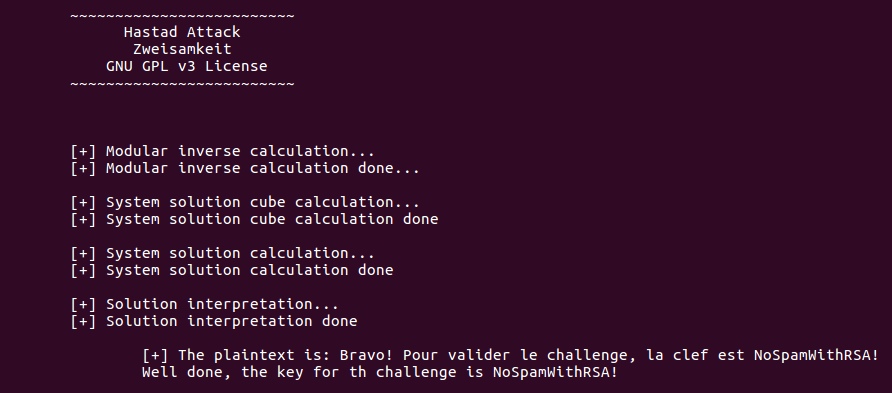 ~~~~~~~~~~~~~~~~~~~~~~~~~
Hastad Attack
Zweisamkeit
GNU GPL v3 License
~~~~~~~~~~~~~~~~~~~~~~~~~
[+] Modular inverse calculation...
[+] Modular inverse calculation done...
[+] System solution cube calculation...
[+] System solution cube calculation done
[+] System solution calculation...
[+] System solution calculation done
[+] Solution interpretation...
[+] Solution interpretation done
[+] The plaintext is: Bravo! Pour valider le challenge, la clef est NoSpamWithRSA!
Well done, the key for th challenge is NoSpamWithRSA!